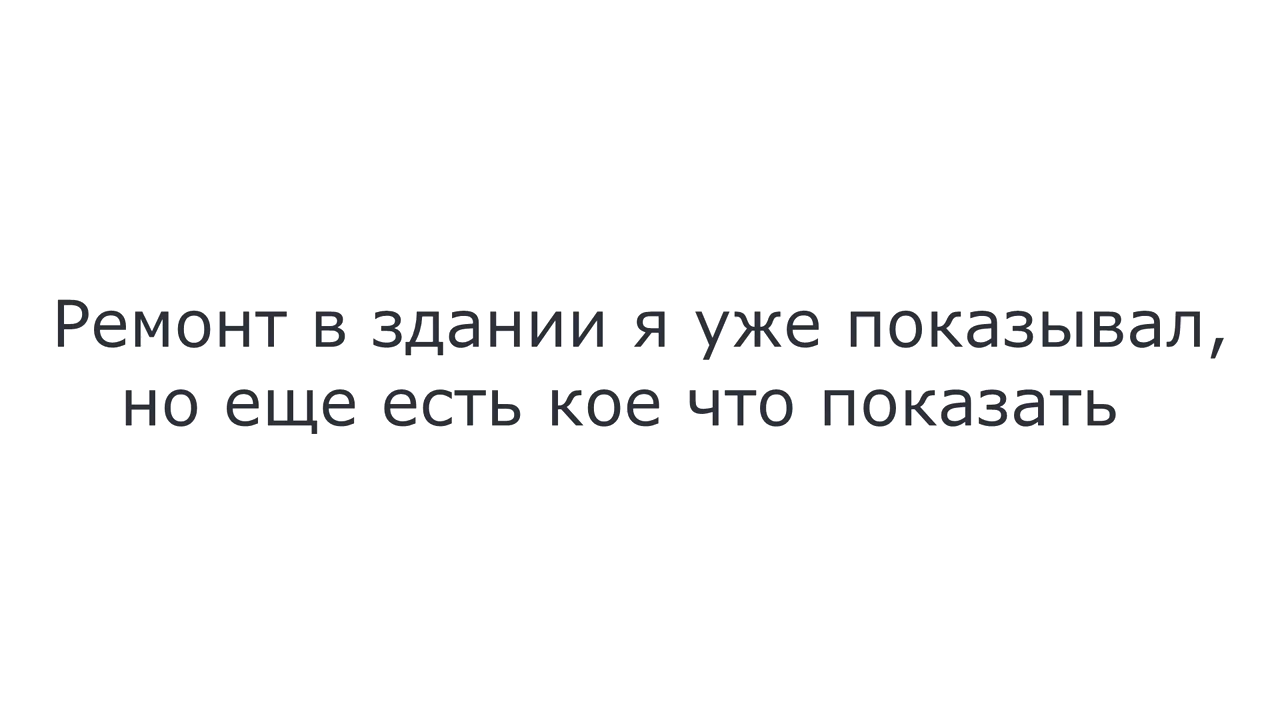 Ремонт в здании я уже показывал,
но еще есть кое что показать